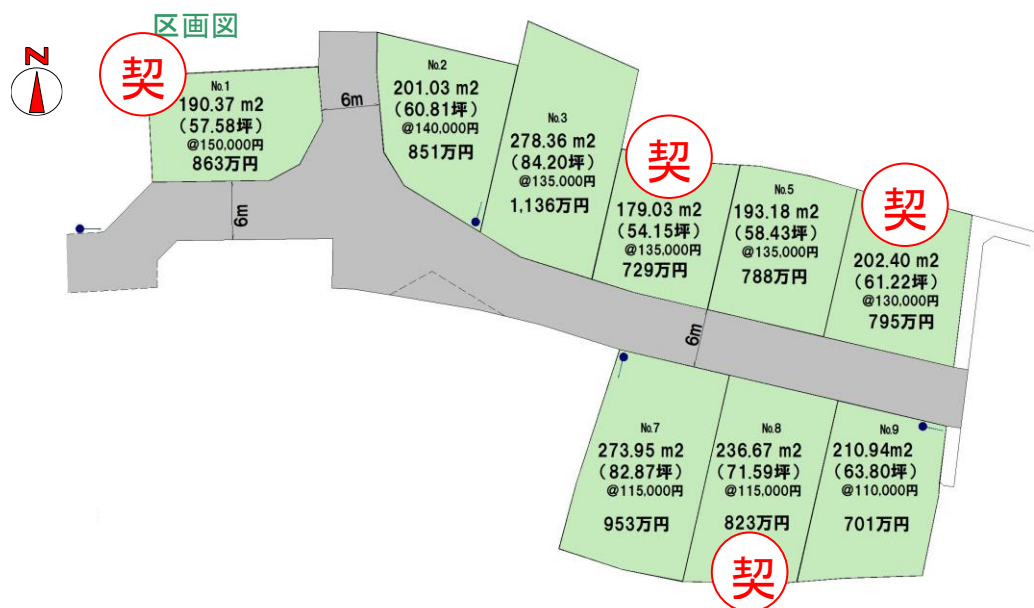 区画図
N
契
No.1
190.37 m2
(57.58坪)
@150,000円
863万円
6m
No.2
201.03 m2
(60.81坪)
@140,000円
851万円
No.3
278.36 m2
(84.20坪)
@135.000円
1,136万円
契
179.03 m2
(54.15坪)
@135,000円
729万円
No.5
193.18 m2
(58.43坪)
@135,000円
788万円
契
202.40 m2
(61.22坪)
@130,000円
795万円
6m
6m
No.7
273.95 m2
(82.87坪)
@115,000円
953万円
No.8
236.67 m2
(71.59坪)
@115,000円
823万円
契
No.9
210.94m2
(63.80坪)
@110,000円
701万円